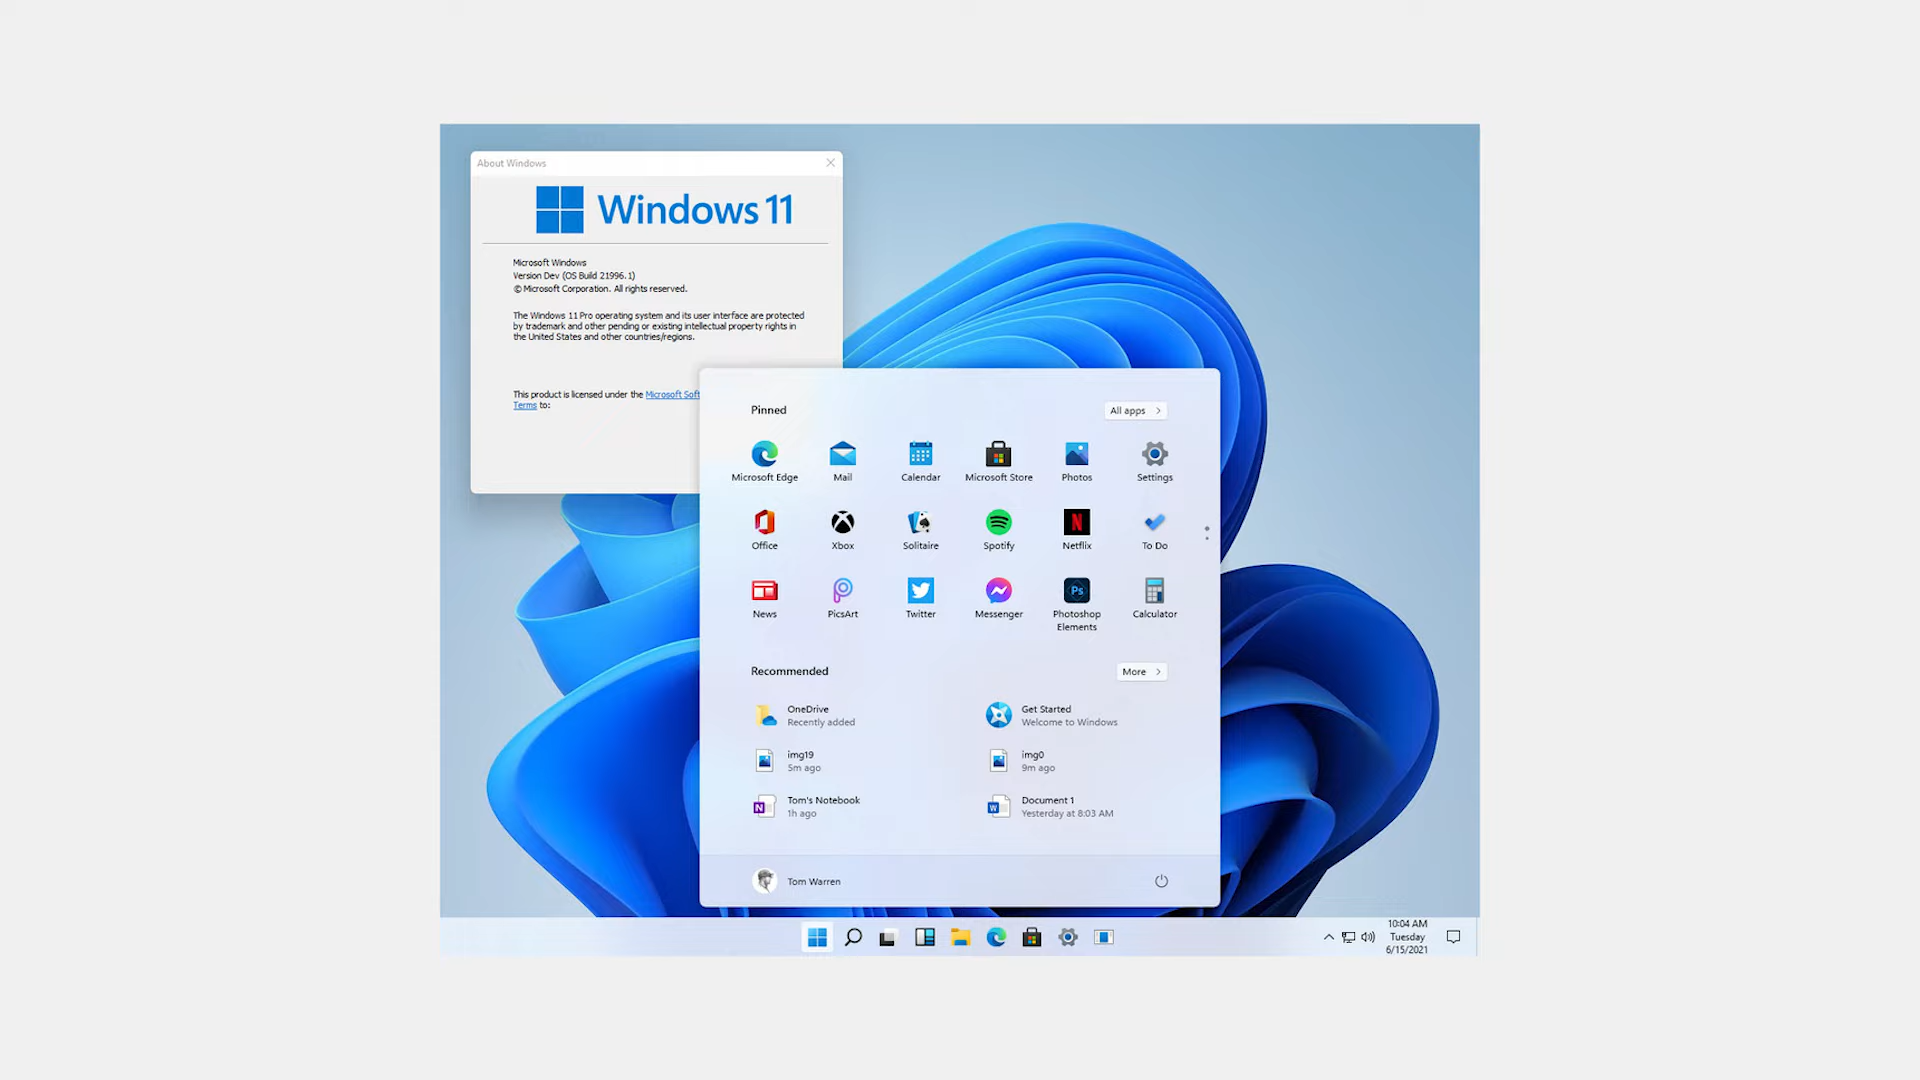 About Windows
Windows 11
Microsoft Windows
Version Dev (OS Build 21996.1)
© Microsoft Corporation. All rights reserved.
The Windows 11 Pro operating system and its user interface are protected
by trademark and other pending or existing intellectual property rights in
the United States and other countries/regions.
This product is licensed under the Microsoft Soft
Terms to:
Pinned
All apps
Microsoft Edge
Mail
Calendar
Microsoft Store
Photos
Settings
Office
Xbox
Solitaire
Spotify
Netflix
To Do
News
PicsArt
Twitter
Messenger
Photoshop
Elements
Calculator
Recommended
More
OneDrive
Recently added
Get Started
Welcome to Windows
img19
5m ago
img0
9m ago
Tom's Notebook
1h ago
Document 1
Yesterday at 8:03 AM
Tom Warren
10:04 AM
Tuesday
6/15/2021